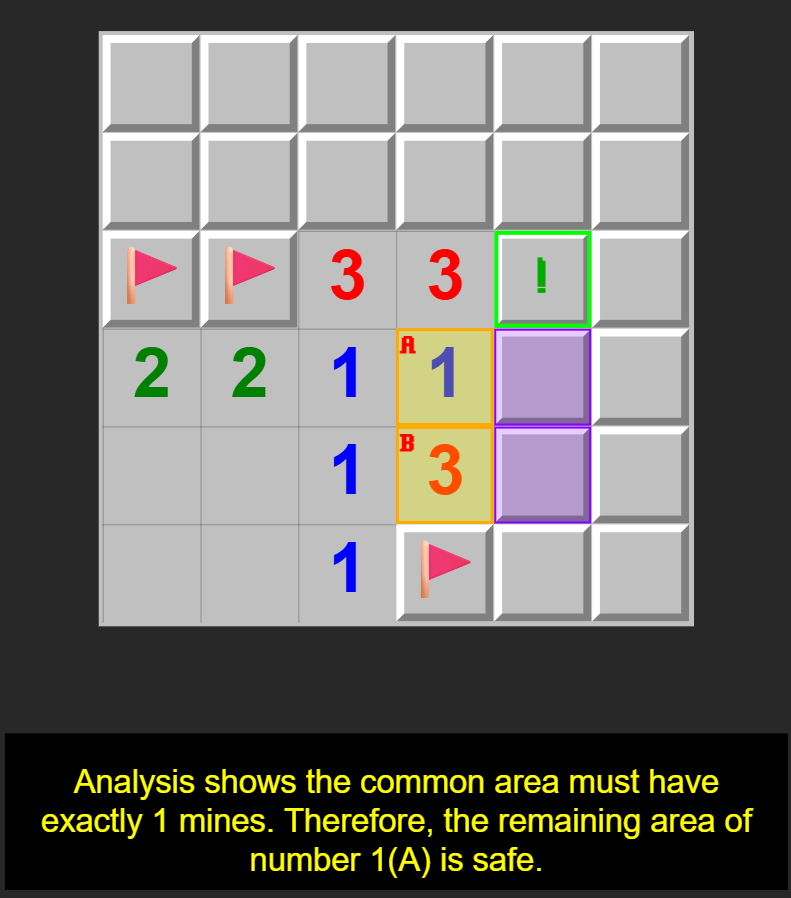 ! 
3 3
A
2 2 1 1
B
1 3
1
Analysis shows the common area must have
exactly 1 mines. Therefore, the remaining area of
number 1(A) is safe.